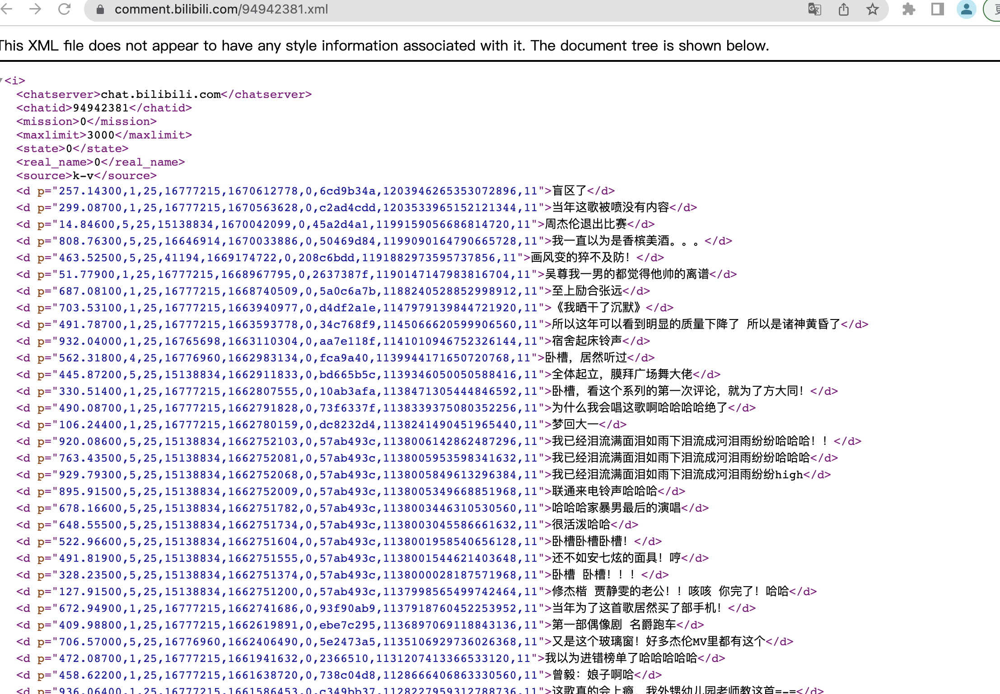 comment.bilibili.com/94942381.xml
This XML file does not appear to have any style information associated with it. The document tree is shown below.
<i>
<chatserver>chat.bilibili.com</chatserver>
<chatid>94942381</chatid>
<mission>0</mission>
<maxlimit>3000</maxlimit>
<state>0</state>
<real_name>0</real_name>
<source>k-v</source>
<d p="257.14300,1,25,16777215,1670612778,0,6cd9b34a,1203946265353072896,11">盲区了</d>
<d p="299.08700,1,25,16777215,1670563628,0,c2ad4cdd,1203533965152121344,11">当年这歌被喷没有内容</d>
<d p="14.84600,5,25,15138834,1670042099,0,45a2d4a1,1199159056686814720,11">周杰伦退出比赛</d>
<d p="808.76300,5,25,16646914,1670033886,0,50469d84,1199090164790665728,11">我一直以为是香槟美酒。。。</d>
<d p="463.52500,5,25,41194,1669174722,0,208c6bdd,1191882973595737856,11">画风变的猝不及防！</d>
<d p="51.77900,1,25,16777215,1668967795,0,2637387f,1190147147983816704,11">吴尊我一男的都觉得他帅的离谱</d>
<d p="687.08100,1,25,16777215,1668740509,0,5a0c6a7b,1188240528852998912,11">至上励合张远</d>
<d p="703.53100,1,25,16777215,1663940977,0,d4df2a1e,1147979139844721920,11">《我晒干了沉默》</d>
<d p="491.78700,1,25,16777215,1663593778,0,34c768f9,1145066620599906560,11">所以这年可以看到明显的质量下降了 所以是诸神黄昏了</d>
<d p="932.04000,1,25,16765698,1663110304,0,aa7e118f,1141010946752326144,11">宿舍起床铃声</d>
<d p="562.31800,4,25,16776960,1662983134,0,fca9a40,1139944171650720768,11">卧槽，居然听过</d>
<d p="445.87200,5,25,15138834,1662911833,0,bd665b5c,1139346050050588416,11">全体起立，膜拜广场舞大佬</d>
<d p="330.51400,1,25,16777215,1662807555,0,10ab3afa,1138471305444846592,11">卧槽，看这个系列的第一次评论，就为了方大同！</d>
<d p="490.08700,1,25,16777215,1662791828,0,73f6337f,1138339375080352256,11">为什么我会唱这歌啊哈哈哈哈绝了</d>
<d p="106.24400,1,25,16777215,1662780159,0,dc8232d4,1138241490451965440,11">梦回大一</d>
<d p="920.08600,5,25,15138834,1662752103,0,57ab493c,1138006142862487296,11">我已经泪流满面泪如雨下泪流成河泪雨纷纷哈哈哈！！</d>
<d p="763.43500,5,25,15138834,1662752081,0,57ab493c,1138005953598341632,11">我已经泪流满面泪如雨下泪流成河泪雨纷纷哈哈哈</d>
<d p="929.79300,5,25,15138834,1662752068,0,57ab493c,1138005849613296384,11">我已经泪流满面泪如雨下泪流成河泪雨纷纷high</d>
<d p="895.91500,5,25,15138834,1662752009,0,57ab493c,1138005349668851968,11">联通来电铃声哈哈哈</d>
<d p="678.16600,5,25,15138834,1662751782,0,57ab493c,1138003446310530560,11">哈哈哈家暴男最后的演唱</d>
<d p="648.55500,5,25,15138834,1662751734,0,57ab493c,1138003045586661632,11">很活泼哈哈</d>
<d p="522.96600,5,25,15138834,1662751604,0,57ab493c,1138001958540656128,11">卧槽卧槽卧槽！</d>
<d p="491.81900,5,25,15138834,1662751555,0,57ab493c,1138001544621403648,11">还不如安七炫的面具！哼</d>
<d p="328.23500,5,25,15138834,1662751374,0,57ab493c,1138000028187571968,11">卧槽 卧槽！！！</d>
<d p="127.91500,5,25,15138834,1662751200,0,57ab493c,1137998565499742464,11">修杰楷 贾静雯的老公！！咳咳 你完了！哈哈</d>
<d p="672.94900,1,25,16777215,1662741686,0,93f90ab9,1137918760452253952,11">当年为了这首歌居然买了部手机！</d>
<d p="409.98800,1,25,16777215,1662619891,0,ebe7c295,1136897069118843136,11">第一部偶像剧 名爵跑车</d>
<d p="706.57000,5,25,16776960,1662406490,0,5e2473a5,1135106929736026368,11">又是这个玻璃窗！好多杰伦MV里都有这个</d>
<d p="472.08700,1,25,16777215,1661941632,0,2366510,1131207413366533120,11">我以为进错榜单了哈哈哈哈哈</d>
<d p="458.62200,1,25,16777215,1661638720,0,738c04d8,1128666406863330560,11">曾毅：娘子啊哈</d>
<d p="936.06400,1,25,16777215,1661586453,0,c349bb37,1128227959312788736,11">这歌真的会上瘾，我外甥幼儿园老师教这首=-=</d>